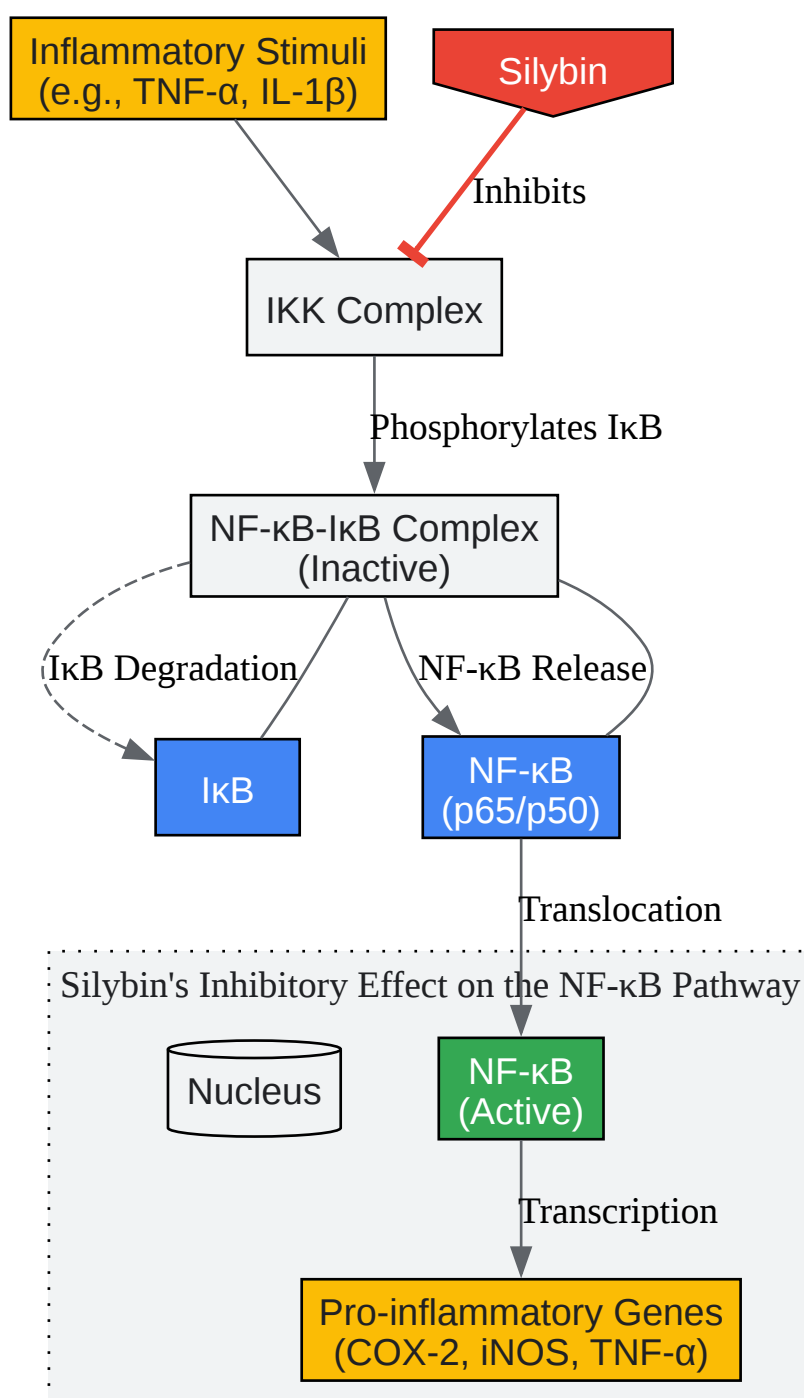 Inflammatory Stimuli
(e.g., TNF-α, IL-1β)
Silybin
Inhibits
IKK Complex
Phosphorylates IκB
NF-κB-IκB Complex
(Inactive)
IκB Degradation
NF-κB Release
IκB
NF-κB
(p65/p50)
Translocation
Silybin's Inhibitory Effect on the NF-κB Pathway
Nucleus
NF-κB
(Active)
Transcription
Pro-inflammatory Genes
(COX-2, iNOS, TNF-α)